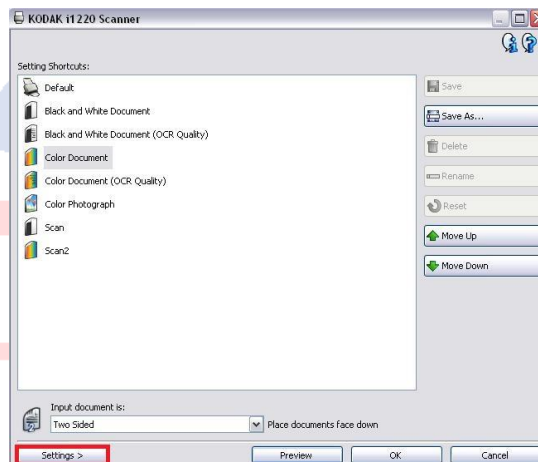 KODAK i1220 Scanner
Setting Shortcuts:
Default
Black and White Document
Black and White Document (OCR Quality)
Color Document
Color Document (OCR Quality)
Color Photograph
Scan
Scan2
Save
Save As...
Delete
Rename
Reset
Move Up
Move Down
Input document is:
Two Sided
Place documents face down
Settings >
Preview
OK
Cancel